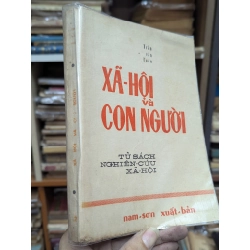 XÃ-HỘI
và
CON NGƯỜI
TỦ SÁCH
NGHIÊN-CỨU
XÃ-HỘI
nam-sơn xuất-bản